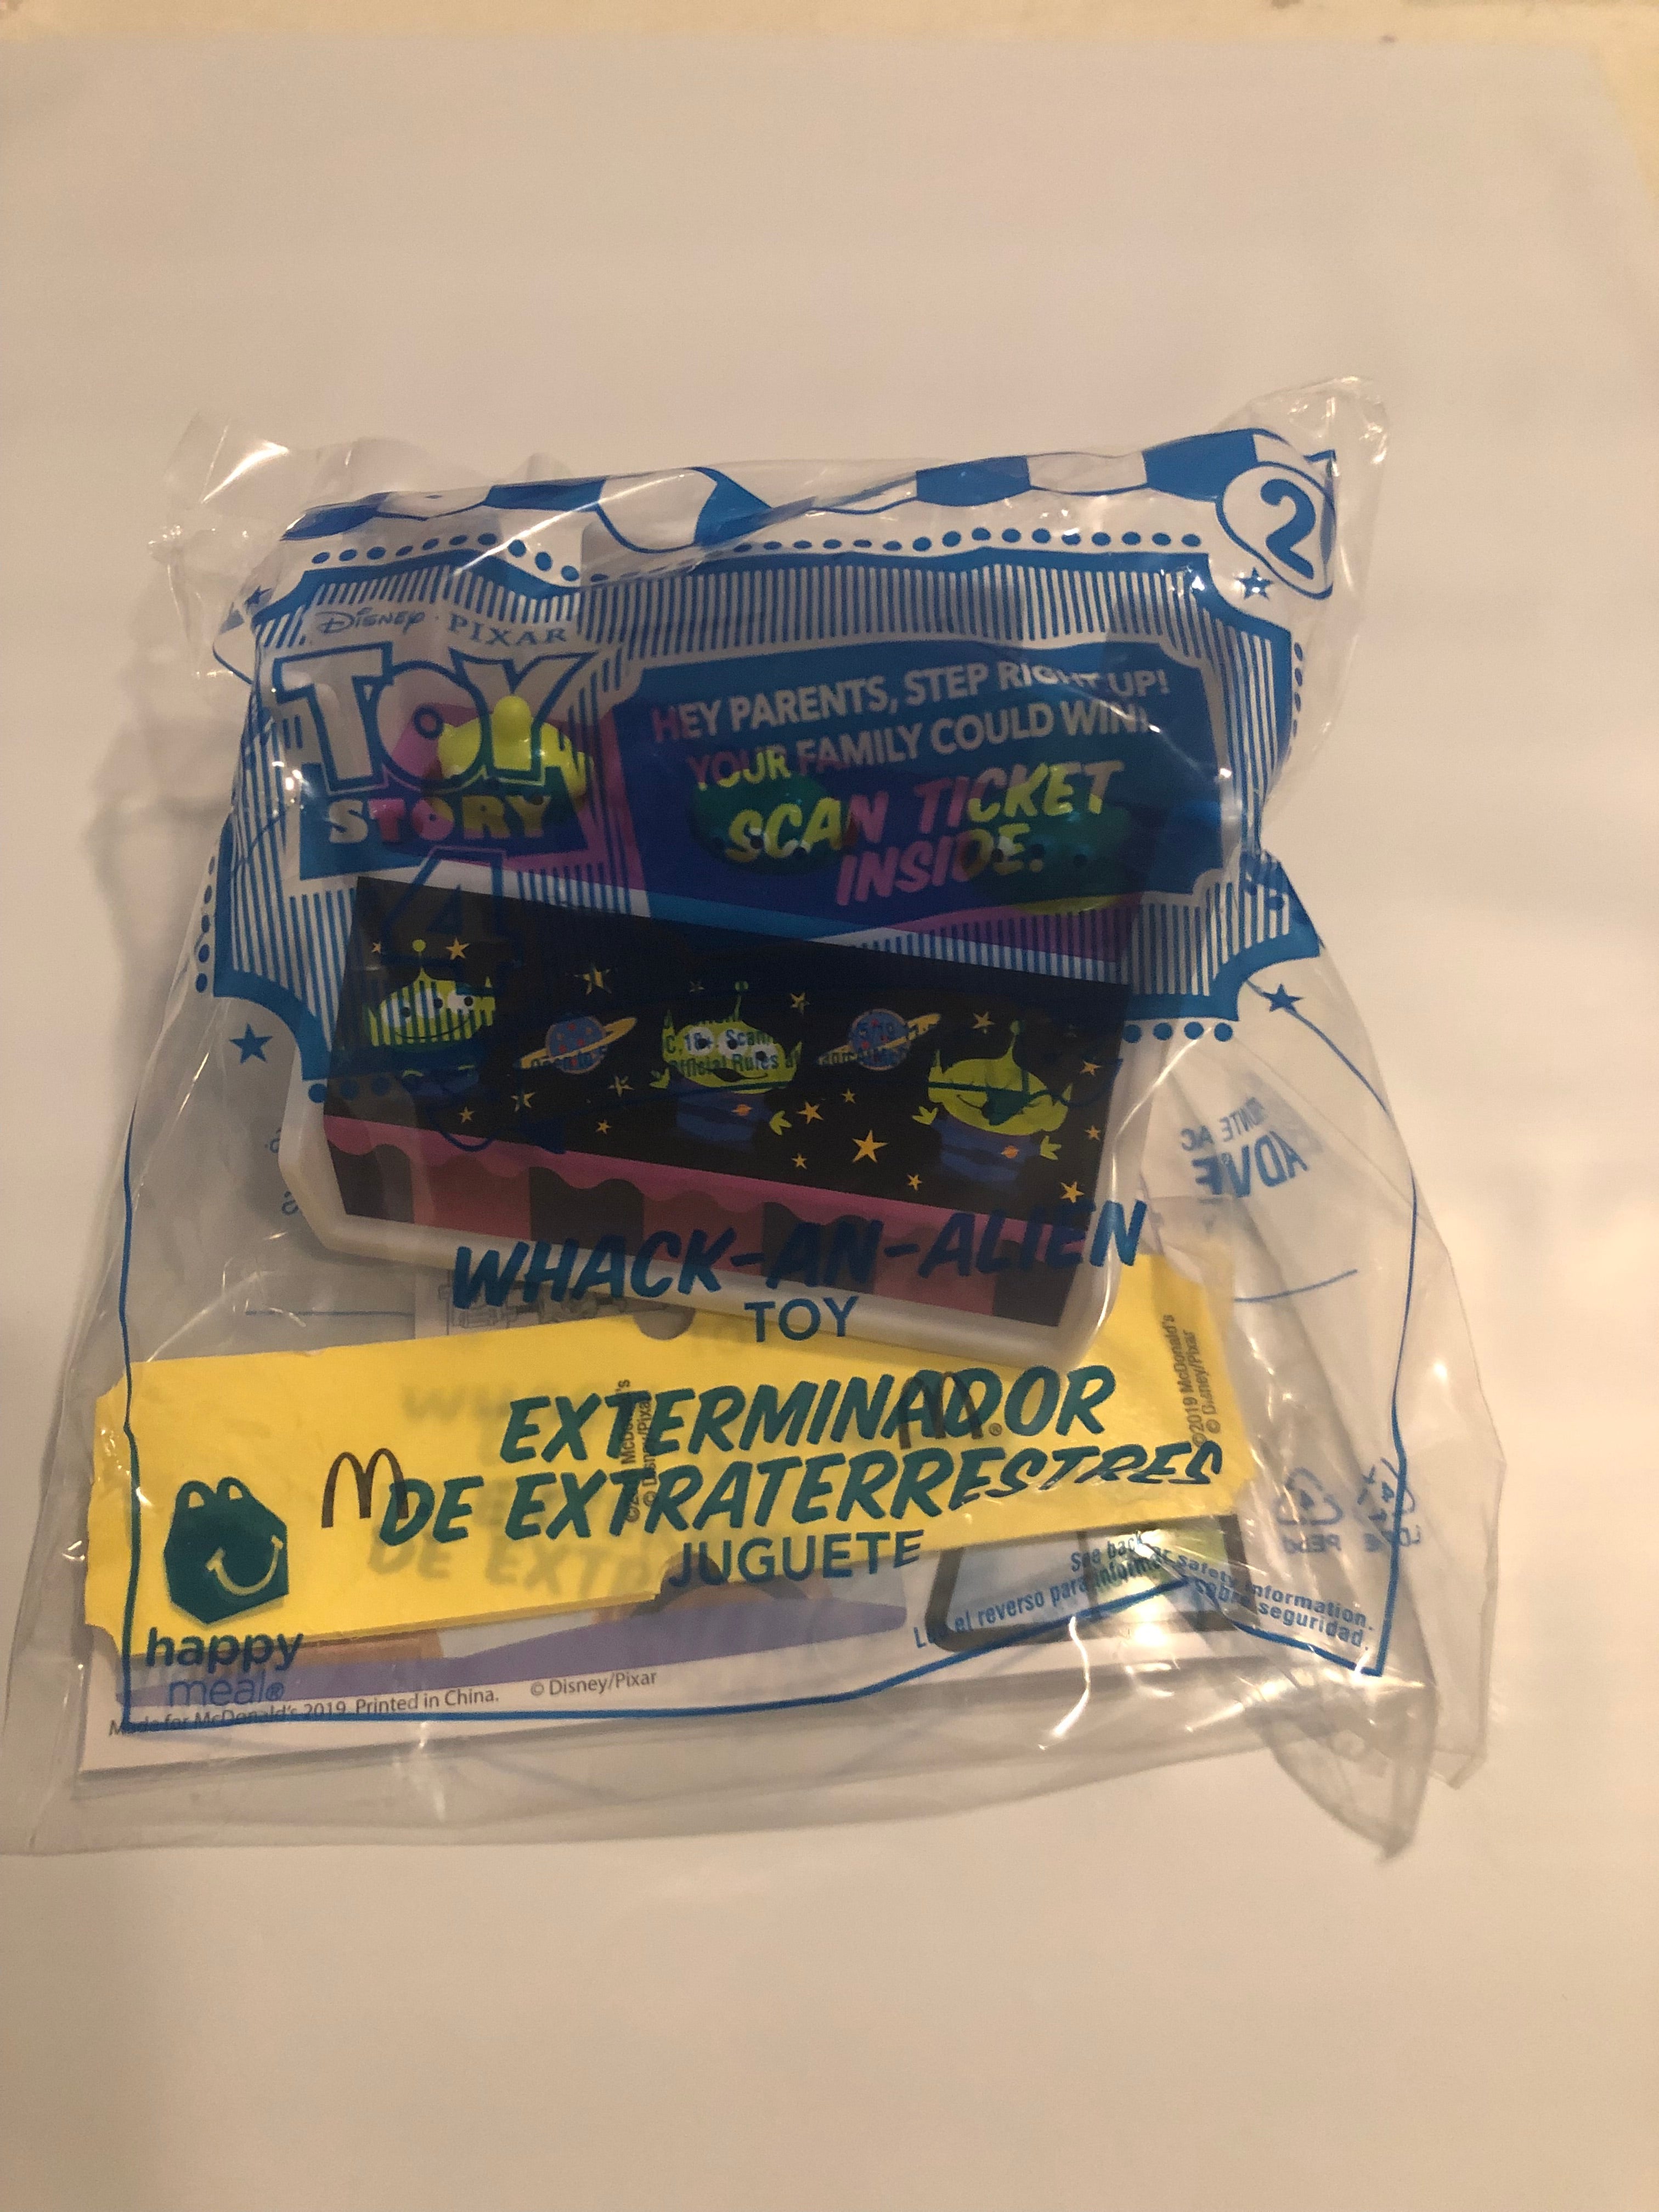 2
DISNEY · PIXAR
TOY
STORY
4
HEY PARENTS, STEP RIGHT UP!
YOUR FAMILY COULD WIN!
SCAN TICKET
INSIDE.
Official Rules
WHACK-AN-ALIEN
TOY
EXTERMINADOR
DE EXTRATERRESTRES
JUGUETE
©2019 McDonald's
© Disney/Pixar
happy
meal®
See back for safety information.
Lea el reverso para información sobre seguridad.
Made for McDonald's 2019. Printed in China. © Disney/Pixar